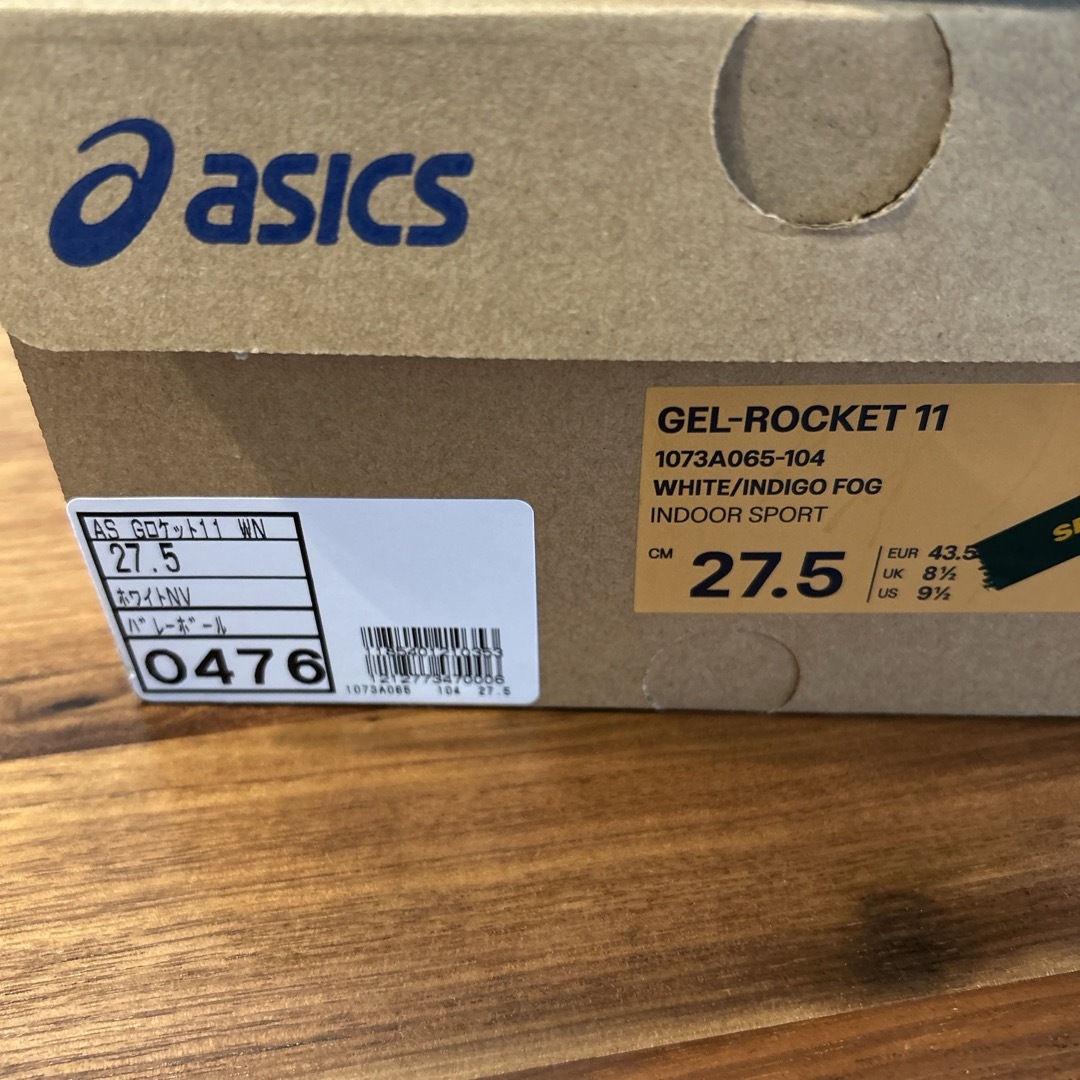 asics
GEL-ROCKET 11
1073A065-104
WHITE/INDIGO FOG
INDOOR SPORT
CM 27.5
EUR 43.5
UK 8½
US 9½
AS Gロケット11 WN
27.5
ホワイトNV
バレーボール
0476
1212773470006
1073A065 104 27.5